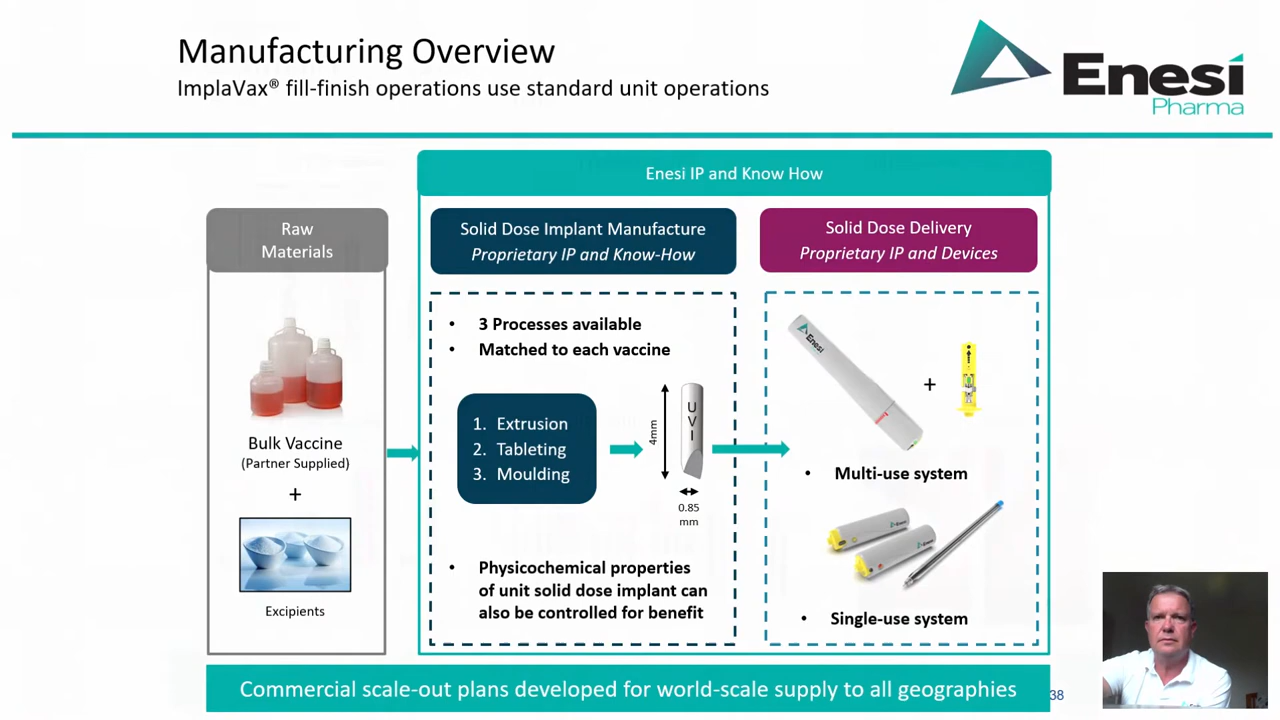 Manufacturing Overview
ImplaVax® fill-finish operations use standard unit operations
Enesi
Pharma
Enesi IP and Know How
Raw
Materials
Bulk Vaccine
(Partner Supplied)
+
Excipients
Solid Dose Implant Manufacture
Proprietary IP and Know-How
• 3 Processes available
• Matched to each vaccine
1. Extrusion
2. Tableting
3. Moulding
4mm
UVI
0.85
mm
• Physicochemical properties
of unit solid dose implant can
also be controlled for benefit
Solid Dose Delivery
Proprietary IP and Devices
Enesi
+
• Multi-use system
• Single-use system
Commercial scale-out plans developed for world-scale supply to all geographies
38